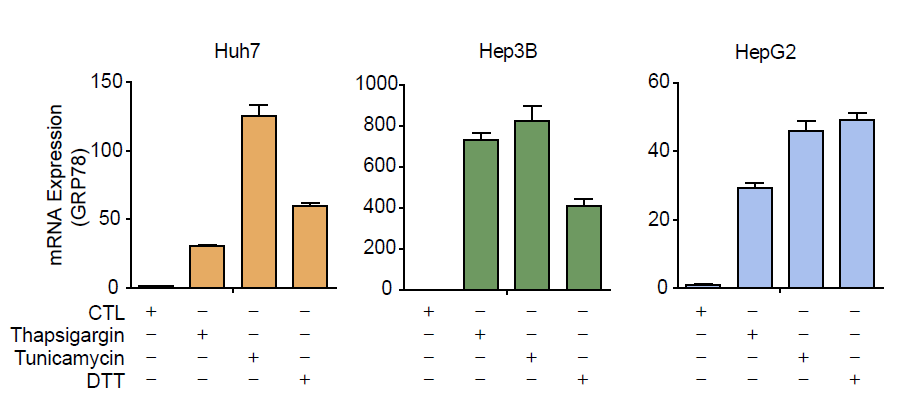 Huh7 Hep3B HepG2
mRNA Expression
(GRP78)
150
100
50
0
1000
800
600
400
200
0
60
40
20
0
CTL + − − − + − − − + − − −
Thapsigargin − + − − − + − − − + − −
Tunicamycin − − + − − − + − − − + −
DTT − − − + − − − + − − − +